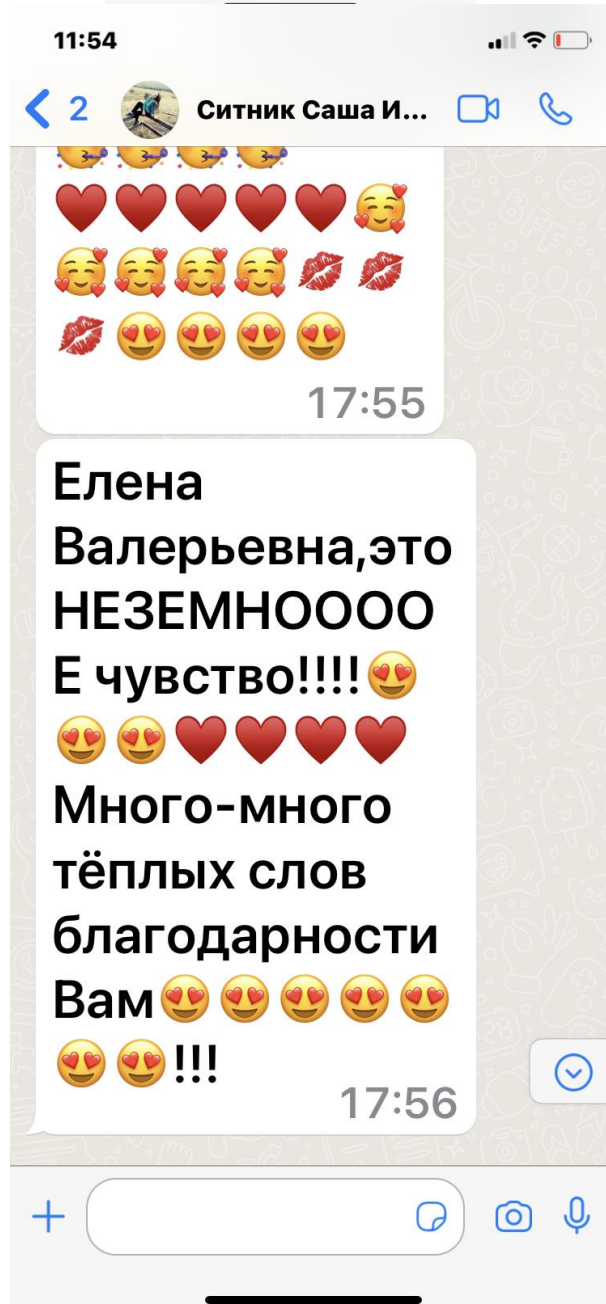 11:54
2 Ситник Саша И...
🥳🥳🥳🥳
♥️♥️♥️♥️♥️🥰
🥰🥰🥰🥰💋💋
💋😍😍😍😍
17:55
Елена
Валерьевна,это
НЕЗЕМНОООО
Е чувство!!!!😍
😍😍♥️♥️♥️♥️
Много-много
тёплых слов
благодарности
Вам😍😍😍😍😍
😍😍!!!
17:56